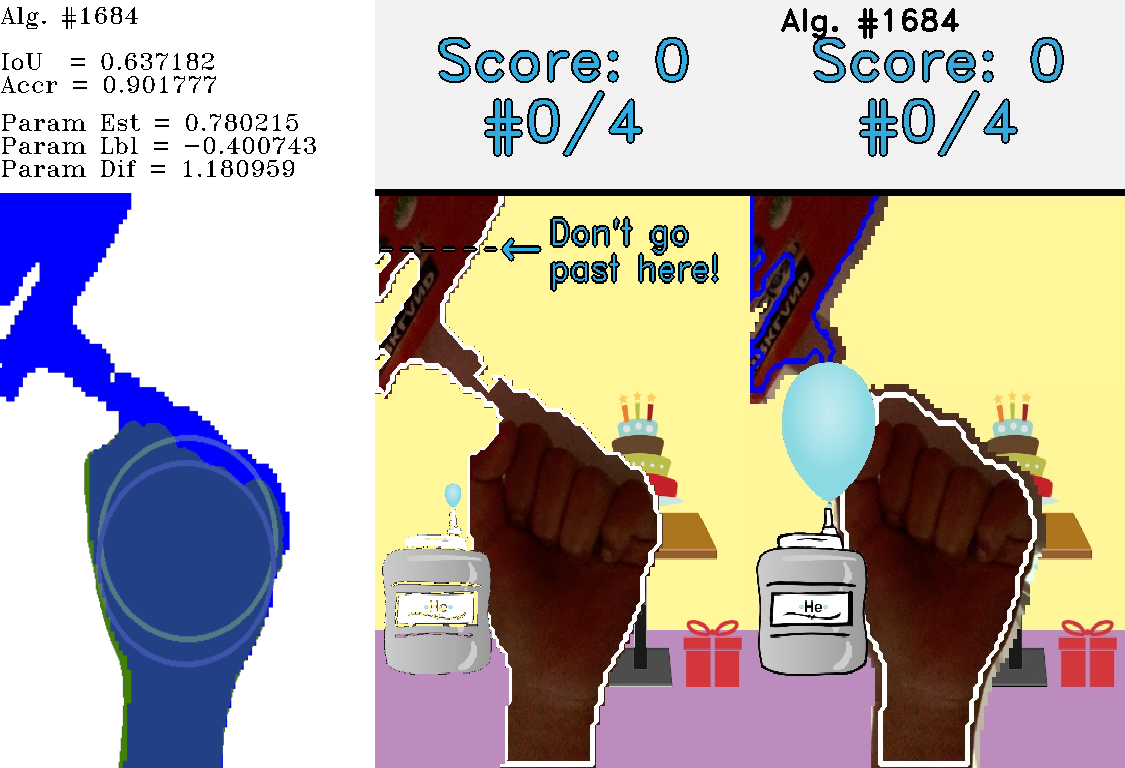 Alg. #1684
IoU = 0.637182
Accr = 0.901777
Param Est = 0.780215
Param Lbl = −0.400743
Param Dif = 1.180959
Score: 0
#0/4
Don't go
past here!
He
Alg. #1684
Score: 0
#0/4
He